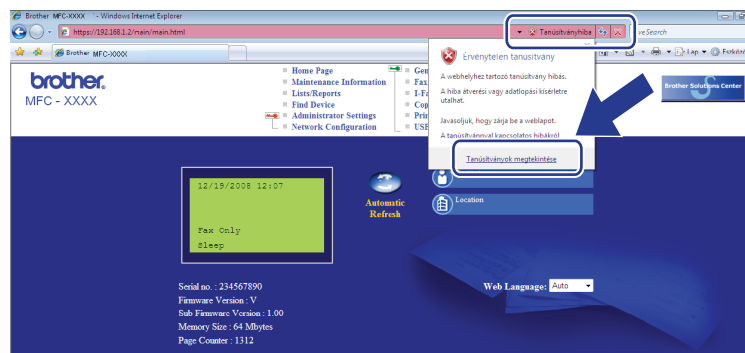 Brother MFC-XXXX - Windows Internet Explorer
https://192.168.1.2/main/main.html
Tanúsítványhiba
Search
Brother MFC-XXXX
Lap
brother
MFC - XXXX
Home Page
Maintenance Information
Lists/Reports
Find Device
Administrator Settings
Network Configuration
Brother Solutions Center
Érvénytelen tanúsítvány
A webhelyhez tartozó tanúsítvány hibás.
A hiba átverési vagy adatlopási kísérletre
utalhat.
Javasoljuk, hogy zárja be a weblapot.
A tanúsítvánnyal kapcsolatos hibákról
Tanúsítványok megtekintése
12/19/2008 12:07
Fax Only
Sleep
Automatic
Refresh
Location
Serial no. : 234567890
Firmware Version : V
Sub Firmware Version : 1.00
Memory Size : 64 Mbytes
Page Counter : 1312
Web Language: Auto